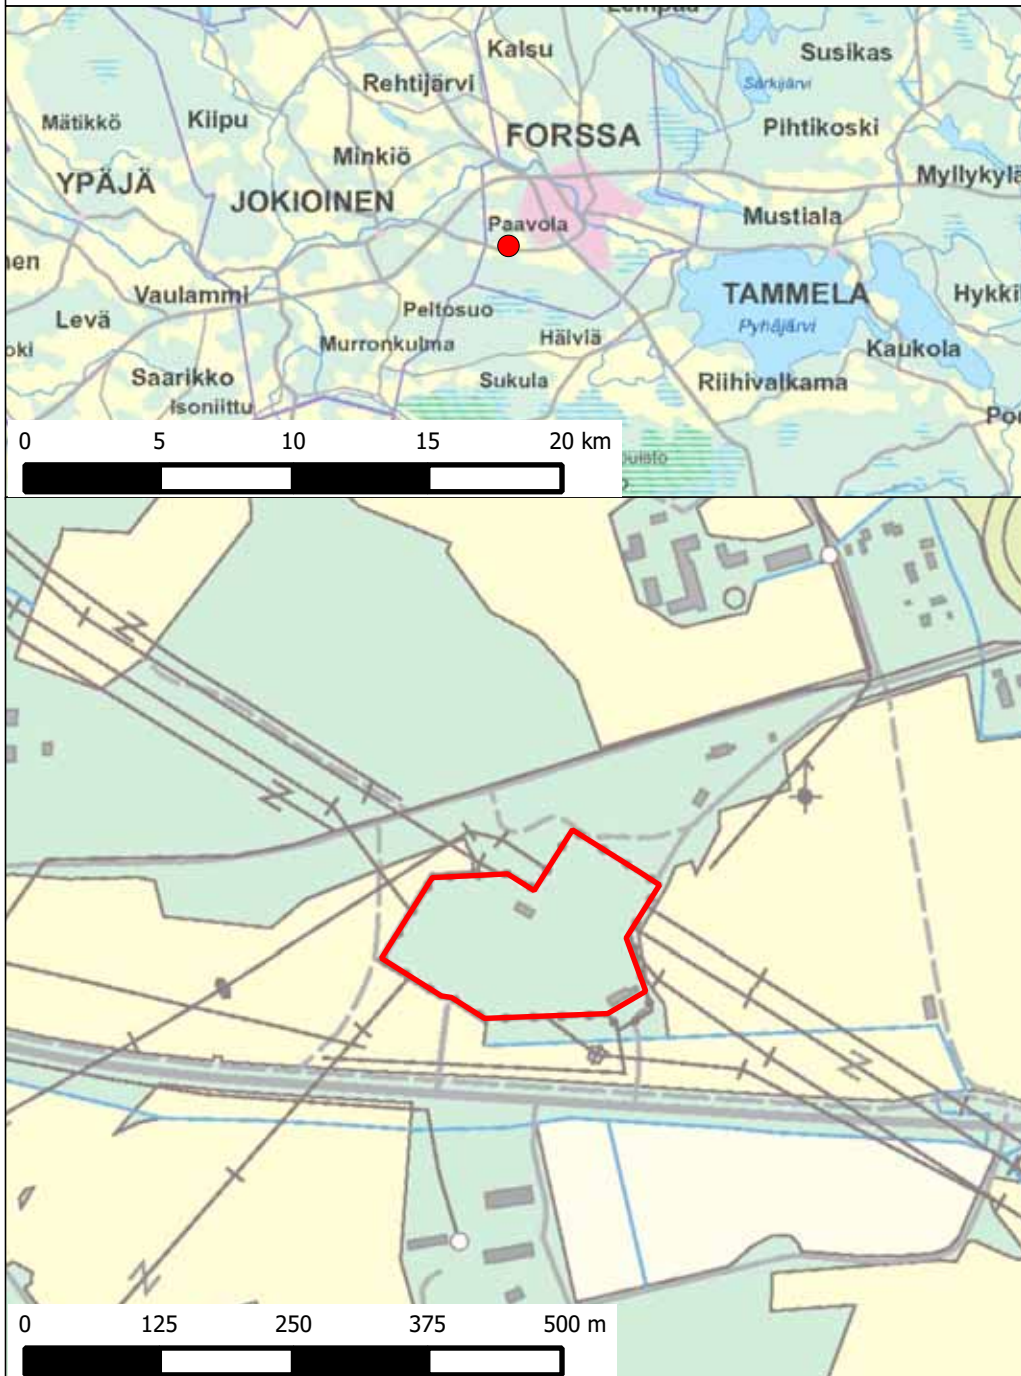 Kalsu
Susikas
Rehtijärvi
Särkijärvi
Mätikkö
Kiipu
FORSSA
Pihtikoski
Minkiö
YPÄJÄ
Myllykylä
JOKIOINEN
Paavola
Mustiala
Vaulammi
TAMMELA
Hykki
Levä
Peltosuo
Pyhäjärvi
Murronkulma
Häiviä
Kaukola
Saarikko
Sukula
Riihivalkama
Isoniittu
0 5 10 15 20 km
0 125 250 375 500 m